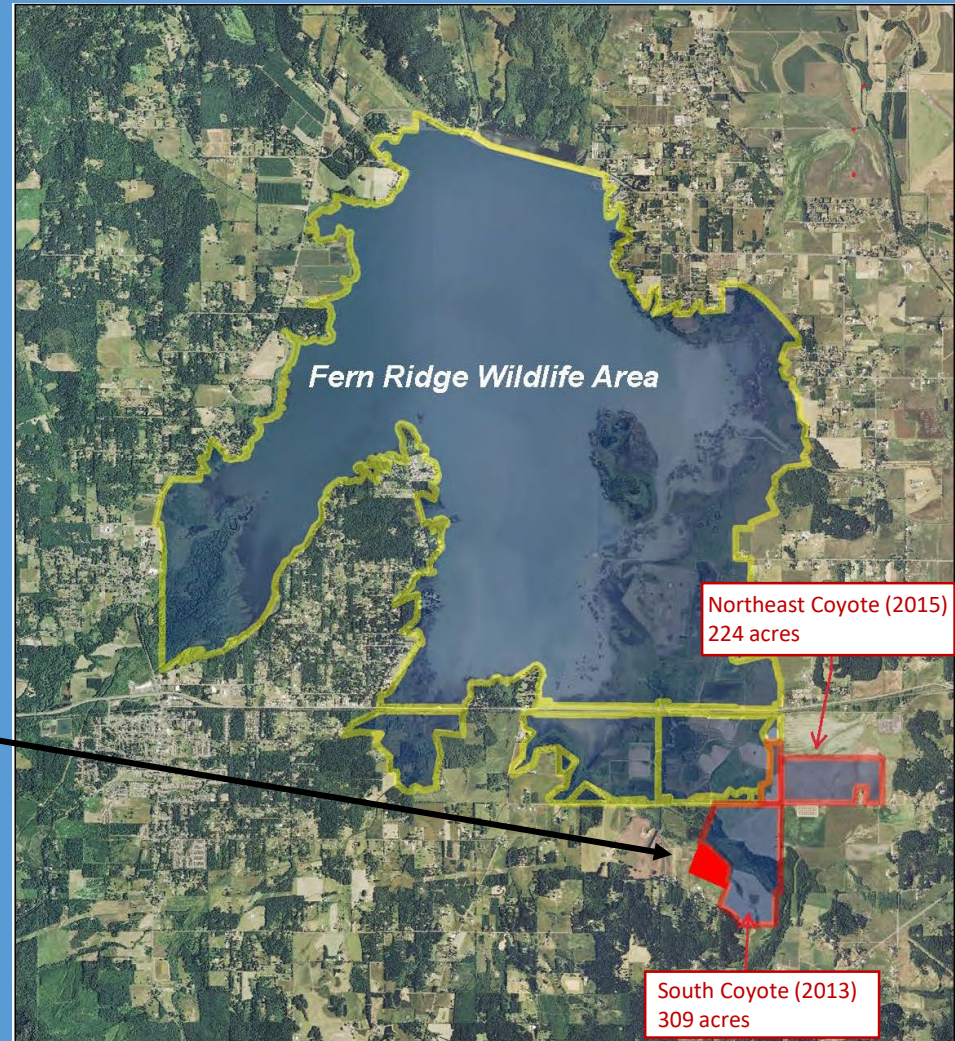 Fern Ridge Wildlife Area
Northeast Coyote (2015)
224 acres
South Coyote (2013)
309 acres